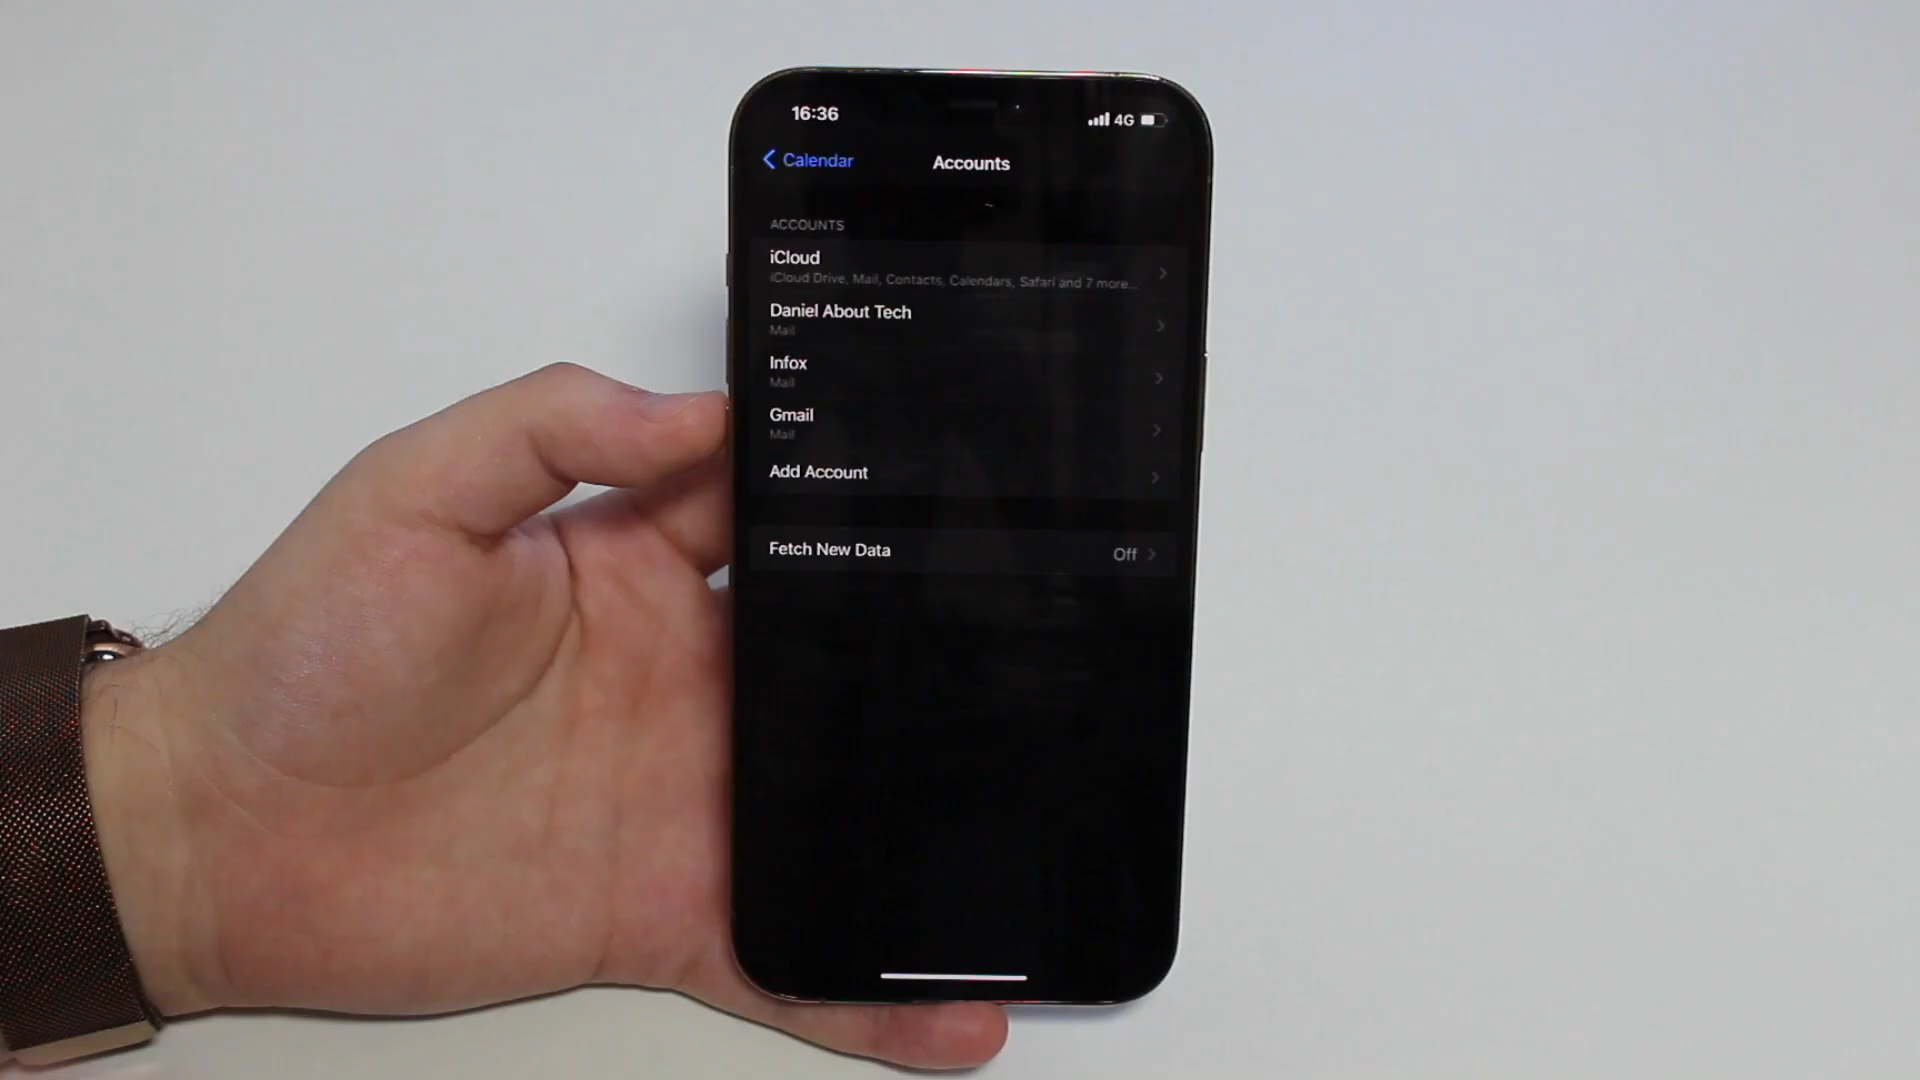 16:36
4G
Calendar
Accounts
ACCOUNTS
iCloud
iCloud Drive, Mail, Contacts, Calendars, Safari and 7 more...
Daniel About Tech
Mail
Infox
Mail
Gmail
Mail
Add Account
Fetch New Data
Off